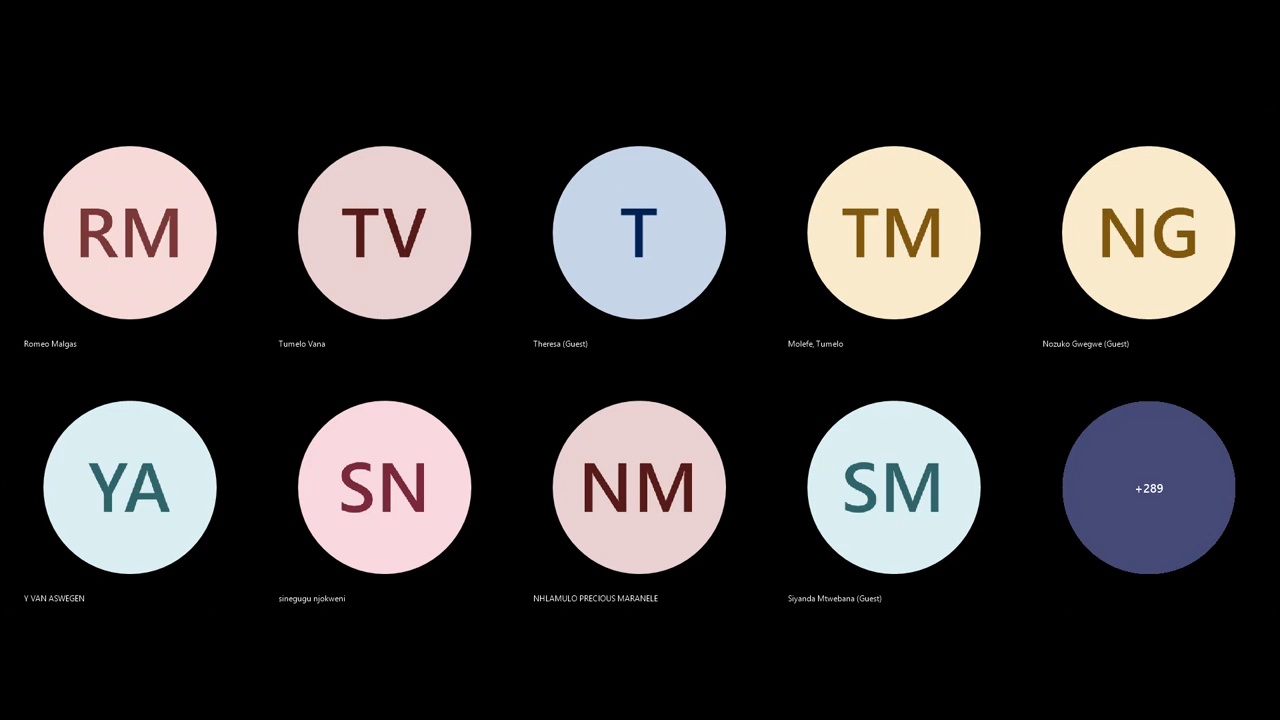 RM
TV
T
TM
NG
Romeo Malgas
Tumelo Vana
Theresa (Guest)
Molefe, Tumelo
Nozuko Gwegwe (Guest)
YA
SN
NM
SM
+289
Y VAN ASWEGEN
sinegugu njokweni
NHLAMULO PRECIOUS MARANELE
Siyanda Mtwebana (Guest)